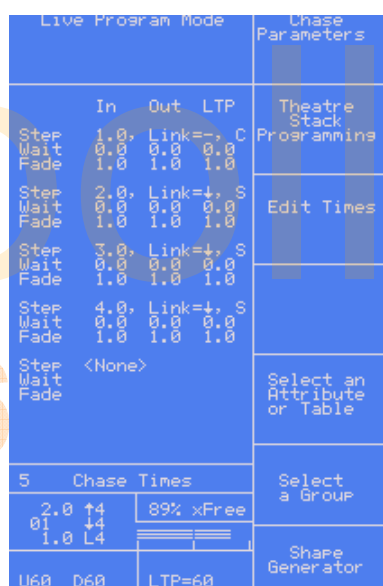 Live Program Mode
Chase
Parameters
In Out LTP
Step 1.0, Link=-, C
Wait 0.0 0.0 0.0
Fade 1.0 1.0 1.0
Theatre
Stack
Programming
Step 2.0, Link=↓, S
Wait 0.0 0.0 0.0
Fade 1.0 1.0 1.0
Edit Times
Step 3.0, Link=↓, S
Wait 0.0 0.0 0.0
Fade 1.0 1.0 1.0
Step 4.0, Link=↓, S
Wait 0.0 0.0 0.0
Fade 1.0 1.0 1.0
Step <None>
Wait
Fade
Select an
Attribute
or Table
5 Chase Times
Select
a Group
2.0 ↑4
01 ↓4
1.0 L4
89% xFree
Shape
Generator
U60 D60
LTP=60